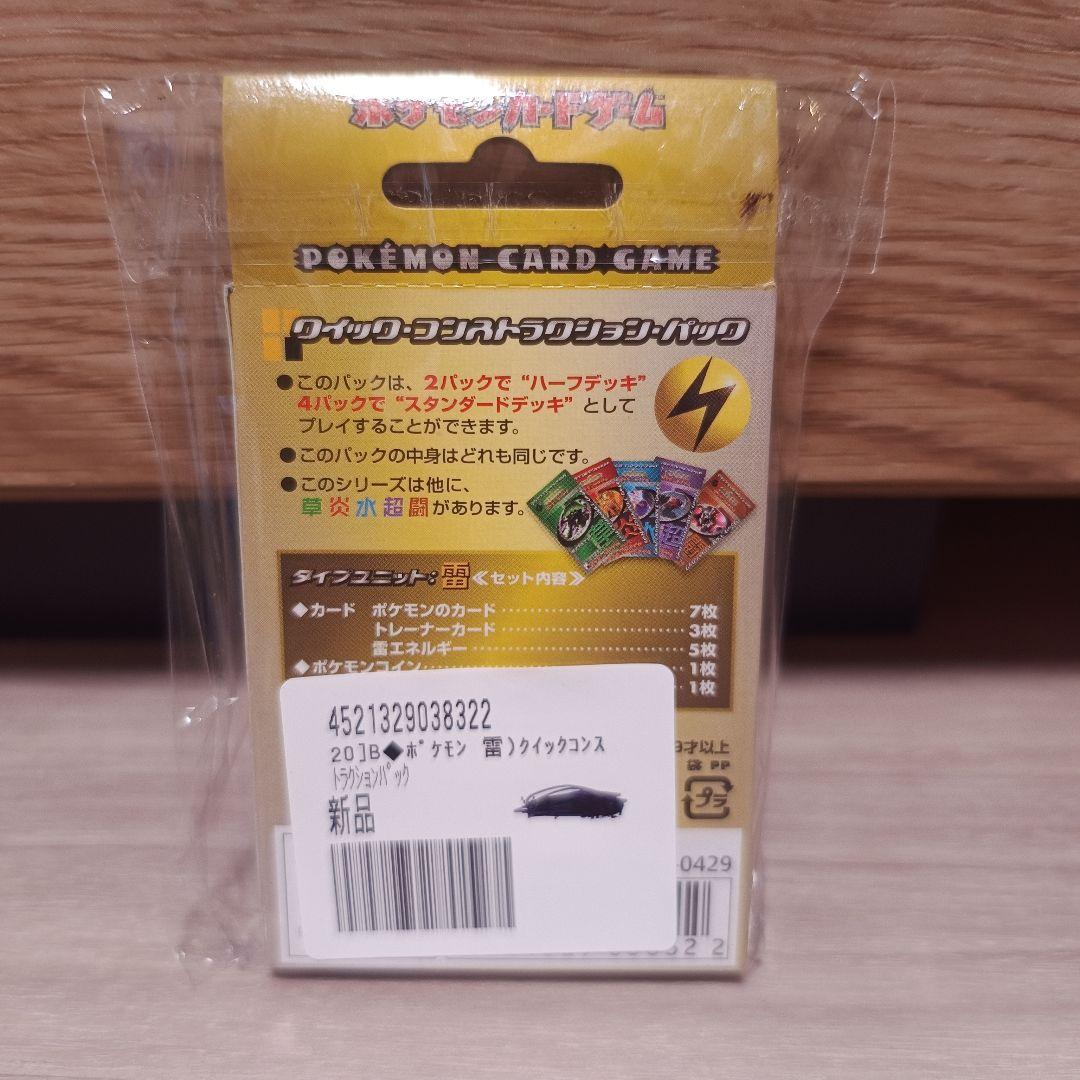 ポケモンカードゲーム
POKÉMON CARD GAME
クイック・コンストラクション・パック
●このパックは、2パックで“ハーフデッキ”
4パックで“スタンダードデッキ”として
プレイすることができます。
●このパックの中身はどれも同じです。
●このシリーズは他に、
草炎水超闘があります。
タイプユニット:雷≪セット内容≫
◆カード ポケモンのカード 7枚
トレーナーカード 3枚
雷エネルギー 5枚
◆ポケモンコイン 1枚
1枚
才以上
袋 PP
プラ
-0429
2 2
4521329038322
20]B◆ポケモン 雷)クイックコンス
トラクションパック
新品